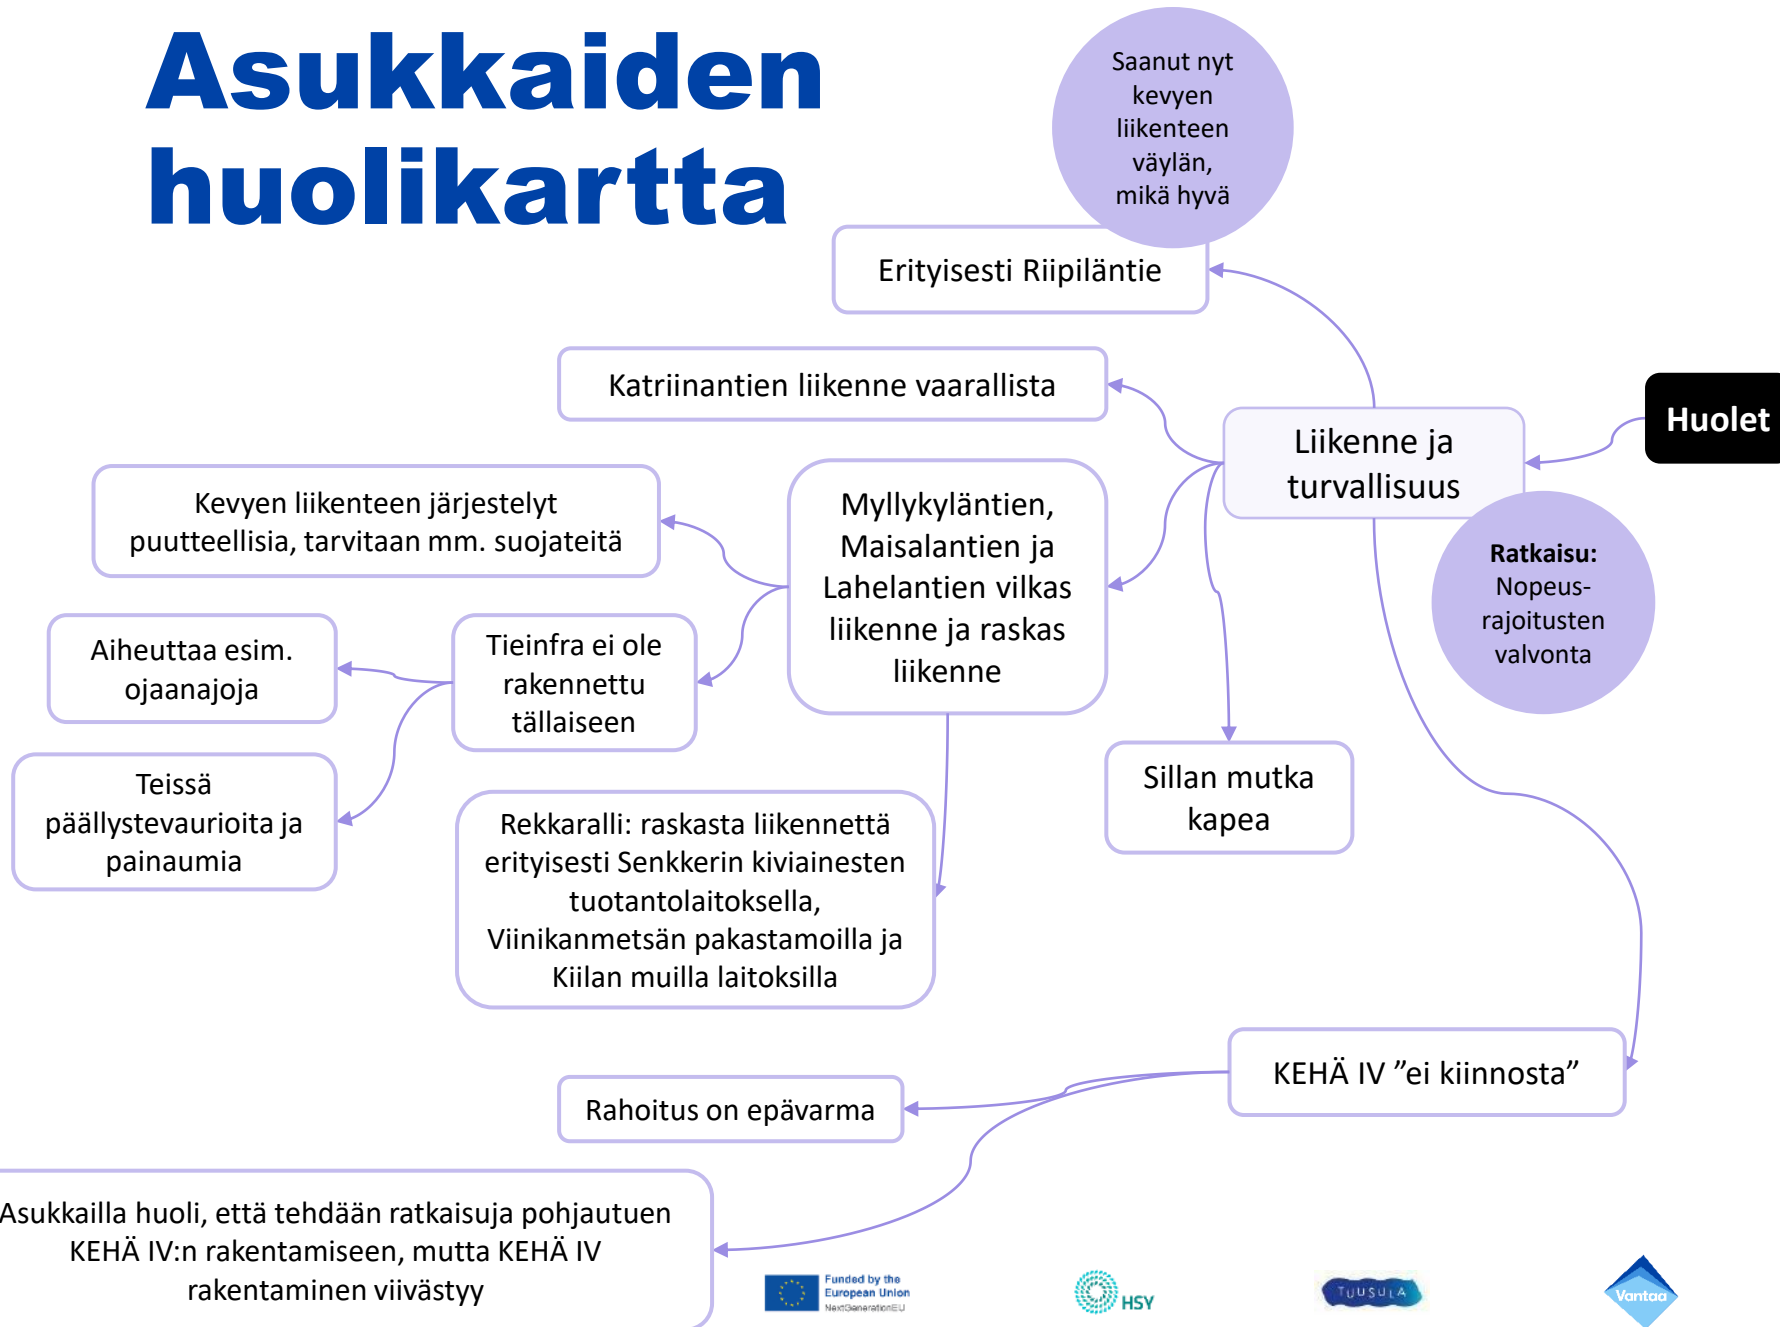 Asukkaiden
huolikartta
Saanut nyt
kevyen
liikenteen
väylän,
mikä hyvä
Erityisesti Riipiläntie
Katriinantien liikenne vaarallista
Huolet
Liikenne ja
turvallisuus
Ratkaisu:
Nopeus-
rajoitusten
valvonta
Myllykyläntien,
Maisalantien ja
Lahelantien vilkas
liikenne ja raskas
liikenne
Kevyen liikenteen järjestelyt
puutteellisia, tarvitaan mm. suojateitä
Tieinfra ei ole
rakennettu
tällaiseen
Aiheuttaa esim.
ojaanajoja
Teissä
päällystevaurioita ja
painaumia
Rekkaralli: raskasta liikennettä
erityisesti Senkkerin kiviainesten
tuotantolaitoksella,
Viinikanmetsän pakastamoilla ja
Kiilan muilla laitoksilla
Sillan mutka
kapea
KEHÄ IV ”ei kiinnosta”
Rahoitus on epävarma
Asukkailla huoli, että tehdään ratkaisuja pohjautuen
KEHÄ IV:n rakentamiseen, mutta KEHÄ IV
rakentaminen viivästyy
Funded by the
European Union
NextGenerationEU
HSY
TUUSULA
Vantaa